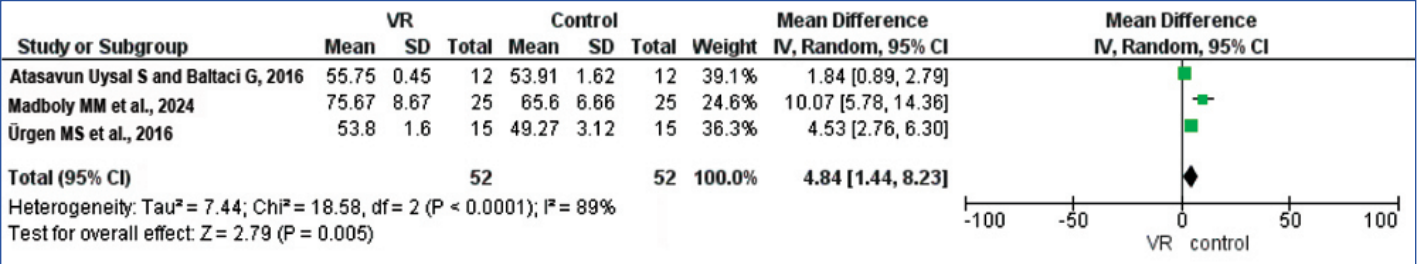 VR Control Mean Difference Mean Difference
Study or Subgroup Mean SD Total Mean SD Total Weight IV, Random, 95% CI IV, Random, 95% CI
Atasavun Uysal S and Baltaci G, 2016 55.75 0.45 12 53.91 1.62 12 39.1% 1.84 [0.89, 2.79]
Madboly MM et al., 2024 75.67 8.67 25 65.6 6.66 25 24.6% 10.07 [5.78, 14.36]
Ürgen MS et al., 2016 53.8 1.6 15 49.27 3.12 15 36.3% 4.53 [2.76, 6.30]
Total (95% CI) 52 52 100.0% 4.84 [1.44, 8.23]
Heterogeneity: Tau² = 7.44; Chi² = 18.58, df = 2 (P < 0.0001); I² = 89%
Test for overall effect: Z = 2.79 (P = 0.005)
-100 -50 0 50 100
VR control